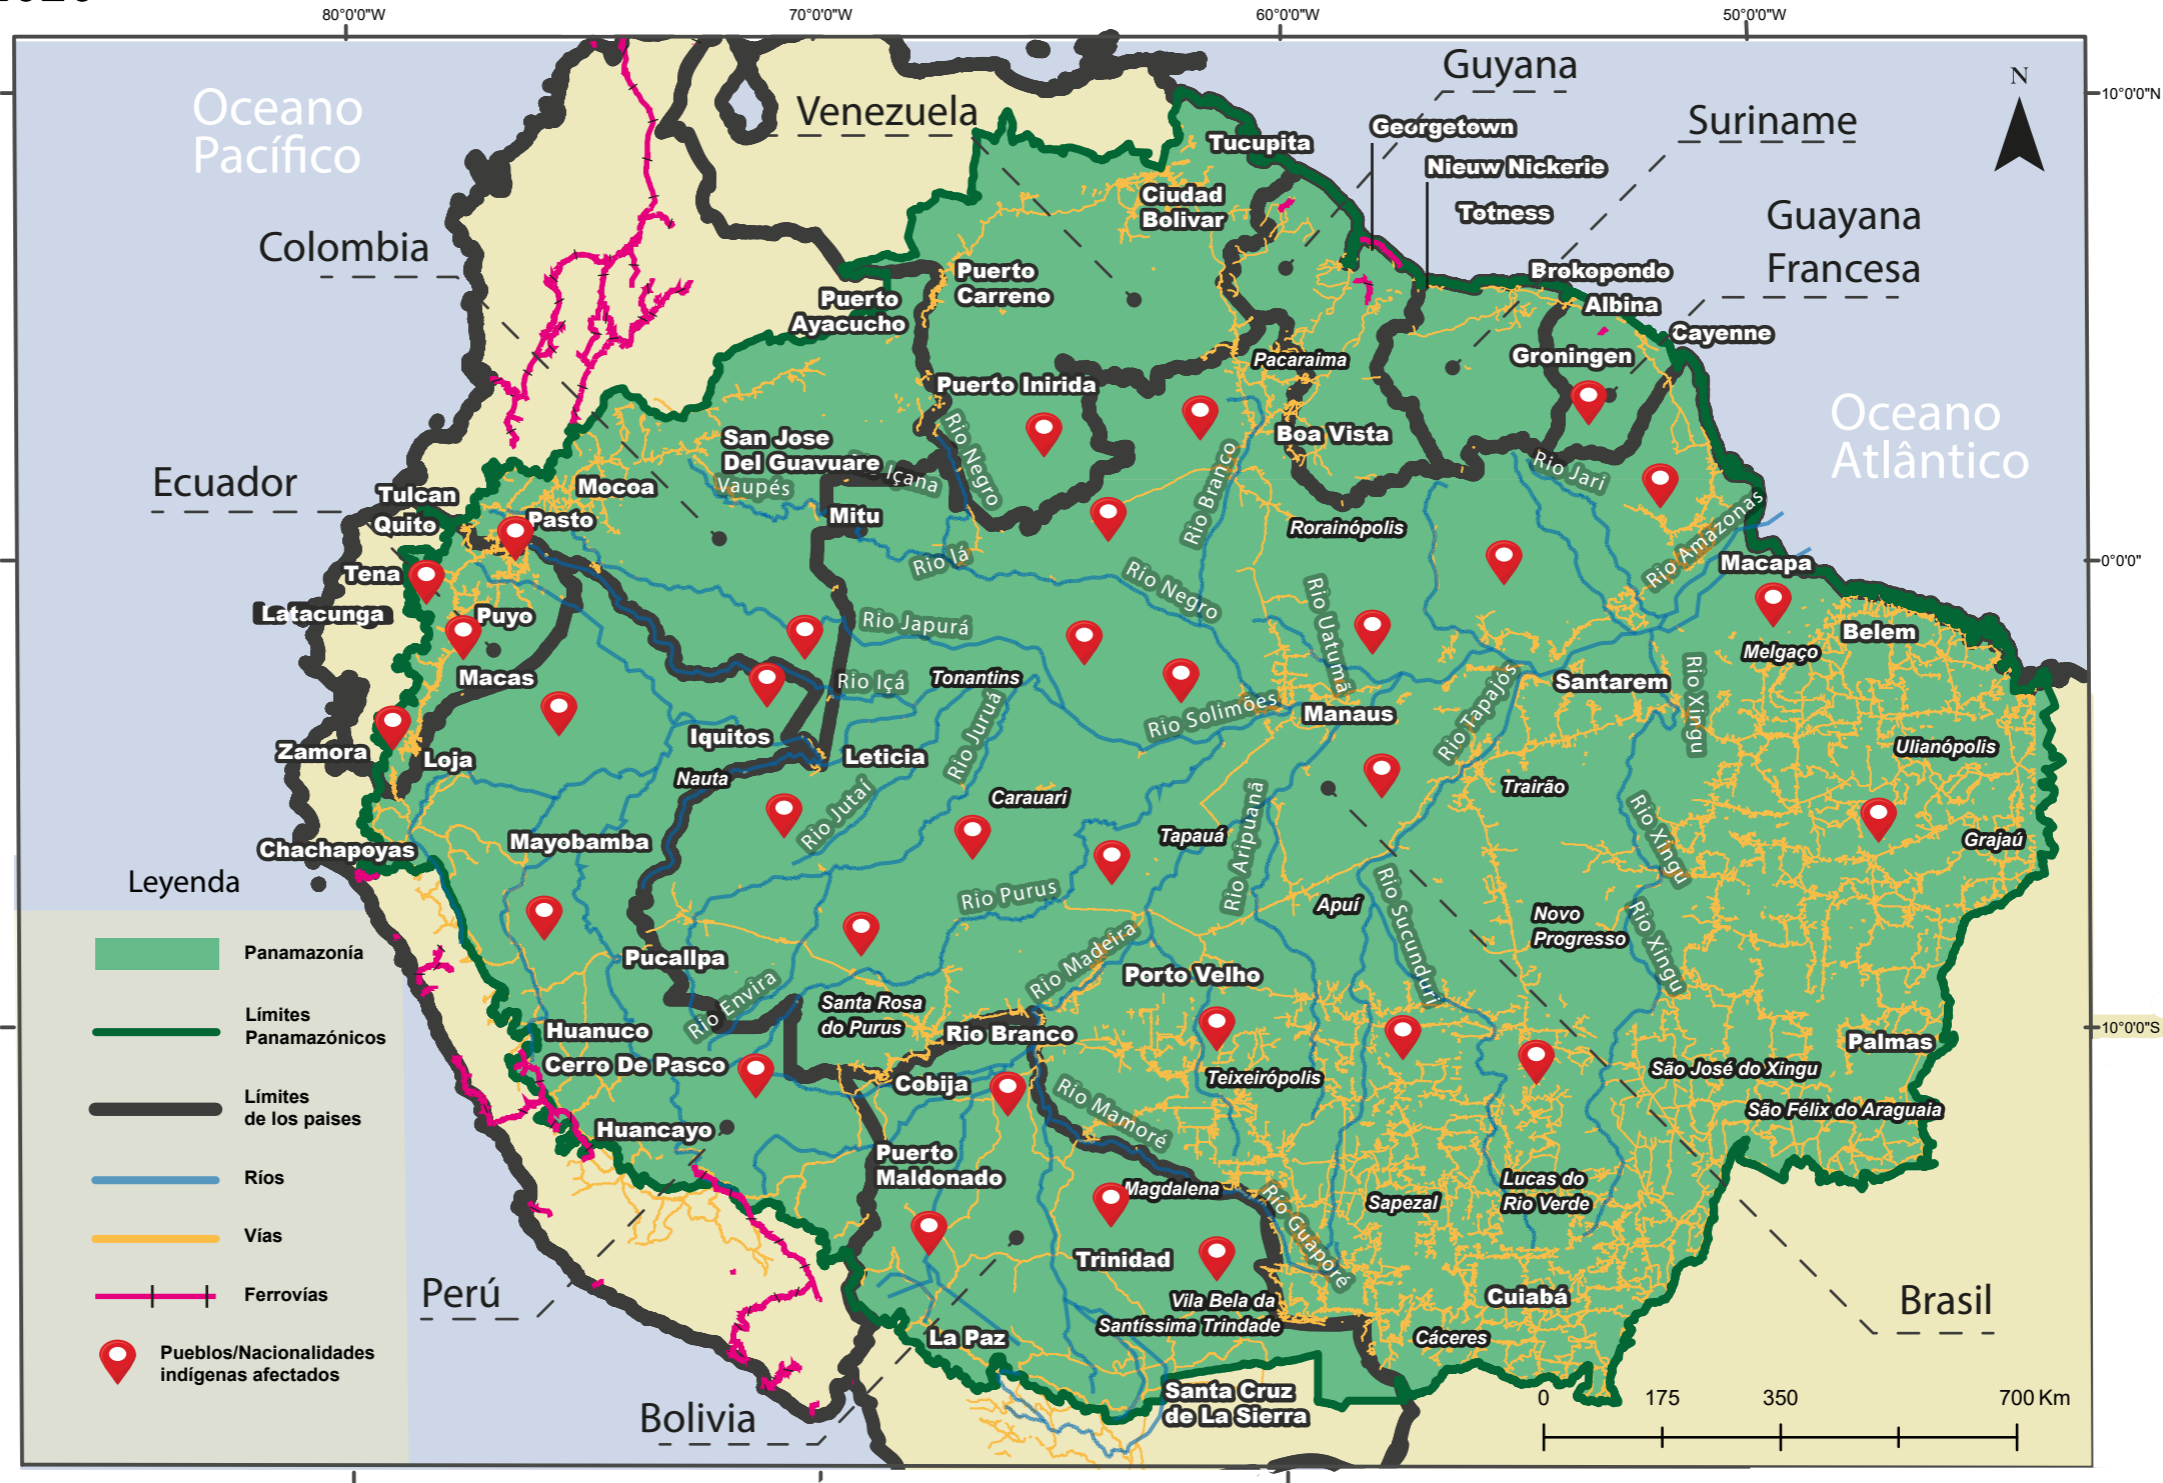 80°0'0"W
70°0'0"W
60°0'0"W
50°0'0"W
10°0'0"N
0°0'0"
10°0'0"S
N
Oceano
Pacífico
Oceano
Atlântico
Venezuela
Guyana
Suriname
Guayana
Francesa
Colombia
Ecuador
Perú
Bolivia
Brasil
Georgetown
Nieuw Nickerie
Totness
Tucupita
Ciudad
Bolivar
Brokopondo
Albina
Cayenne
Groningen
Puerto
Carreno
Puerto
Ayacucho
Pacaraima
Puerto Inirida
Boa Vista
San Jose
Del Guavuare
Mocoa
Mitu
Tulcan
Quito
Pasto
Tena
Latacunga
Puyo
Macas
Zamora
Loja
Chachapoyas
Mayobamba
Iquitos
Nauta
Leticia
Tonantins
Carauari
Tapauá
Manaus
Rorainópolis
Santarem
Macapa
Melgaço
Belem
Ulianópolis
Grajaú
Trairão
Apuí
Novo
Progresso
Pucallpa
Porto Velho
Santa Rosa
do Purus
Rio Branco
Huanuco
Cerro De Pasco
Huancayo
Cobija
Teixeirópolis
Palmas
São José do Xingu
São Félix do Araguaia
Puerto
Maldonado
Magdalena
Sapezal
Lucas do
Rio Verde
Trinidad
Vila Bela da
Santíssima Trindade
Cuiabá
Cáceres
La Paz
Santa Cruz
de La Sierra
Rio Negro
Içana
Vaupés
Rio Iá
Rio Branco
Rio Negro
Rio Jari
Rio Amazonas
Rio Uatumã
Rio Japurá
Rio Içá
Rio Solimões
Rio Juruá
Rio Jutaí
Rio Tapajós
Rio Xingu
Rio Xingu
Rio Xingu
Rio Aripuanã
Rio Purus
Rio Madeira
Rio Sucunduri
Rio Envira
Rio Mamoré
Río Guaporé
Leyenda
Panamazonía
Límites
Panamazónicos
Límites
de los paises
Ríos
Vías
Ferrovías
Pueblos/Nacionalidades
indígenas afectados
0 175 350 700 Km